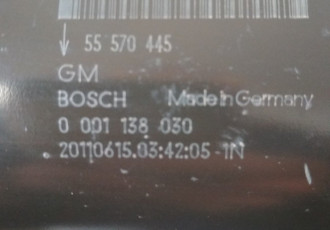 ↓ 55 570 445
GM
BOSCH Made in Germany
0 001 138 030
20110615.03:42:05-1N